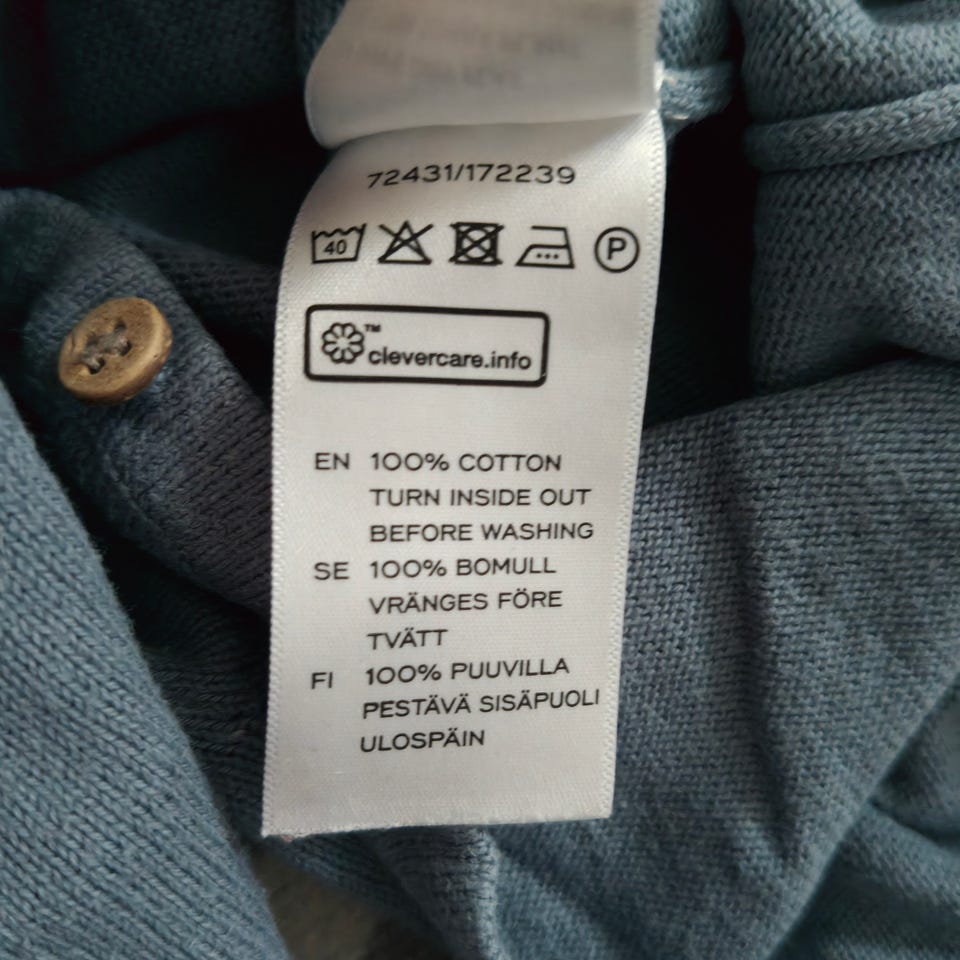 72431/172239
40
P
™
clevercare.info
EN 100% COTTON
TURN INSIDE OUT
BEFORE WASHING
SE 100% BOMULL
VRÄNGES FÖRE
TVÄTT
FI 100% PUUVILLA
PESTÄVÄ SISÄPUOLI
ULOSPÄIN